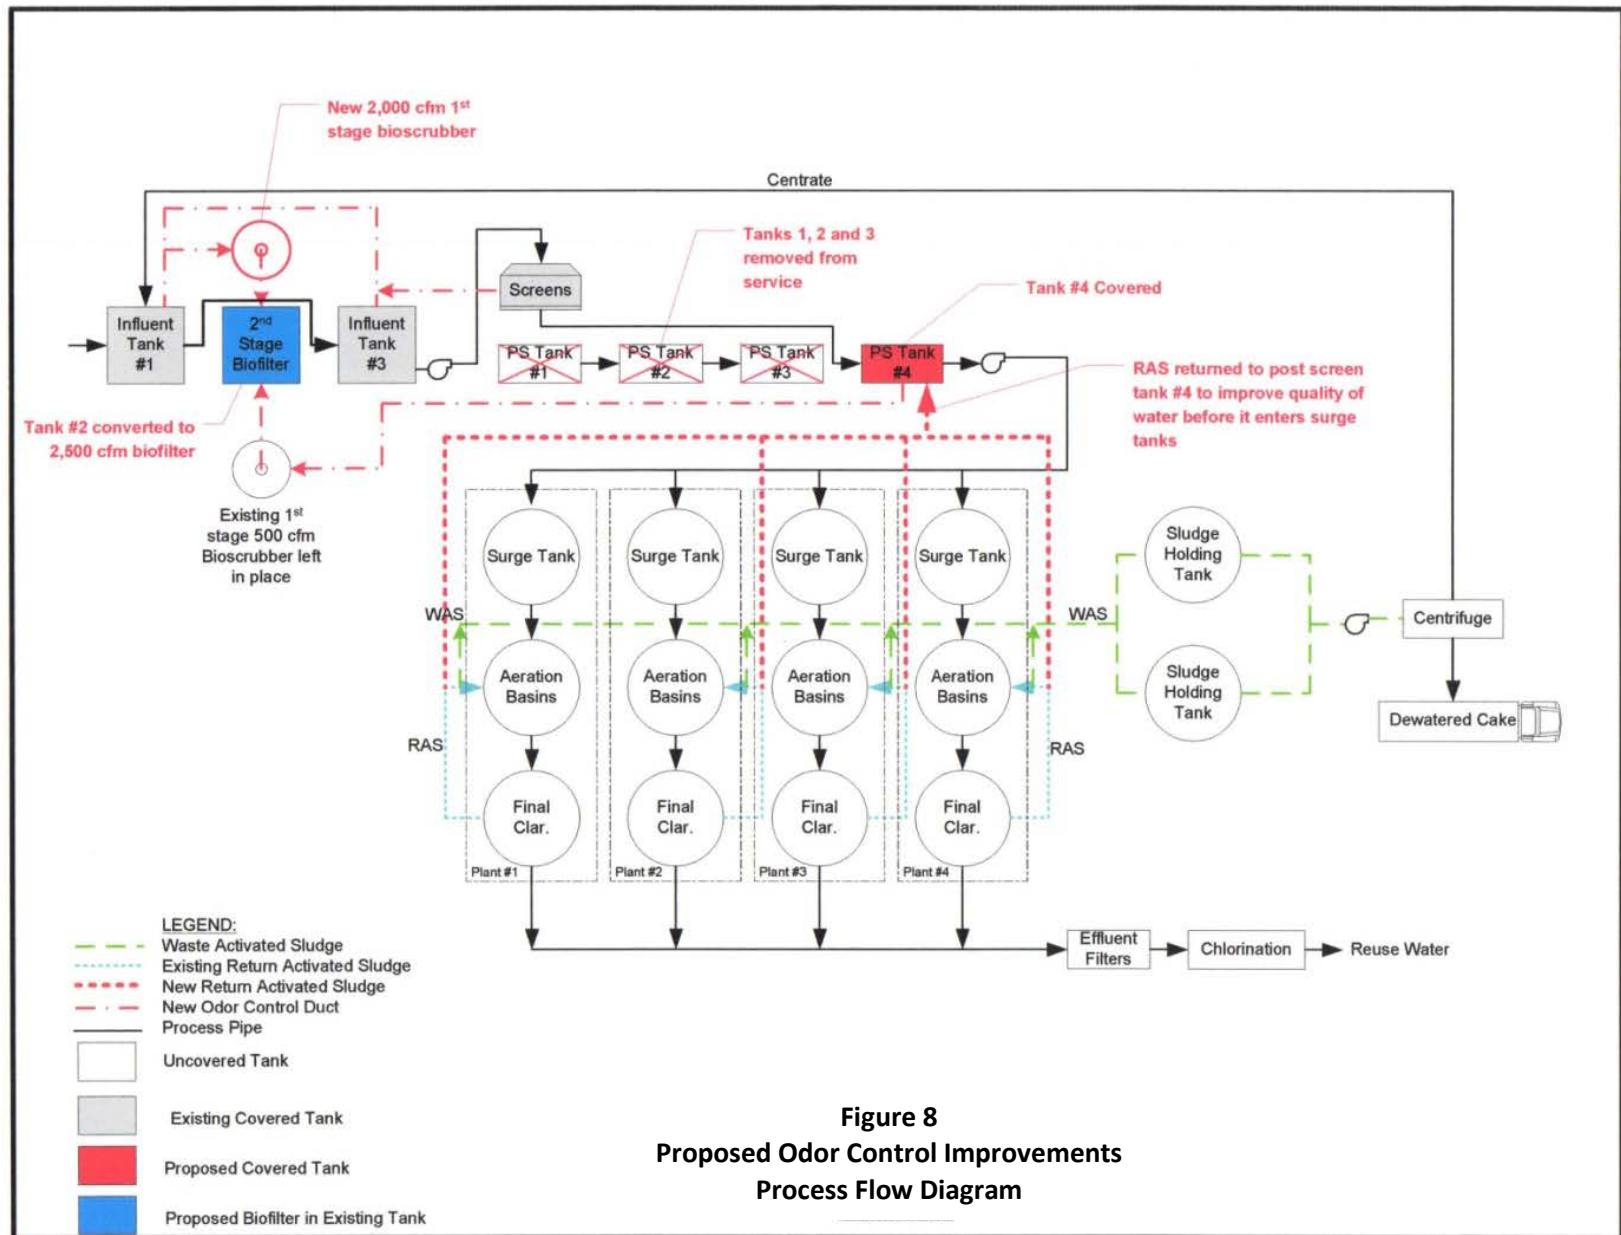 New 2,000 cfm 1st
stage bioscrubber
Centrate
Tanks 1, 2 and 3
removed from
service
Tank #4 Covered
Screens
Influent
Tank
#1
2nd
Stage
Biofilter
Influent
Tank
#3
PS Tank
#1
PS Tank
#2
PS Tank
#3
PS Tank
#4
RAS returned to post screen
tank #4 to improve quality of
water before it enters surge
tanks
Tank #2 converted to
2,500 cfm biofilter
Existing 1st
stage 500 cfm
Bioscrubber left
in place
Surge Tank
Surge Tank
Surge Tank
Surge Tank
Sludge
Holding
Tank
WAS
WAS
Centrifuge
Aeration
Basins
Aeration
Basins
Aeration
Basins
Aeration
Basins
Sludge
Holding
Tank
Dewatered Cake
RAS
RAS
Final
Clar.
Final
Clar.
Final
Clar.
Final
Clar.
Plant #1
Plant #2
Plant #3
Plant #4
Effluent
Filters
Chlorination
Reuse Water
LEGEND:
Waste Activated Sludge
Existing Return Activated Sludge
New Return Activated Sludge
New Odor Control Duct
Process Pipe
Uncovered Tank
Existing Covered Tank
Proposed Covered Tank
Proposed Biofilter in Existing Tank
Figure 8
Proposed Odor Control Improvements
Process Flow Diagram